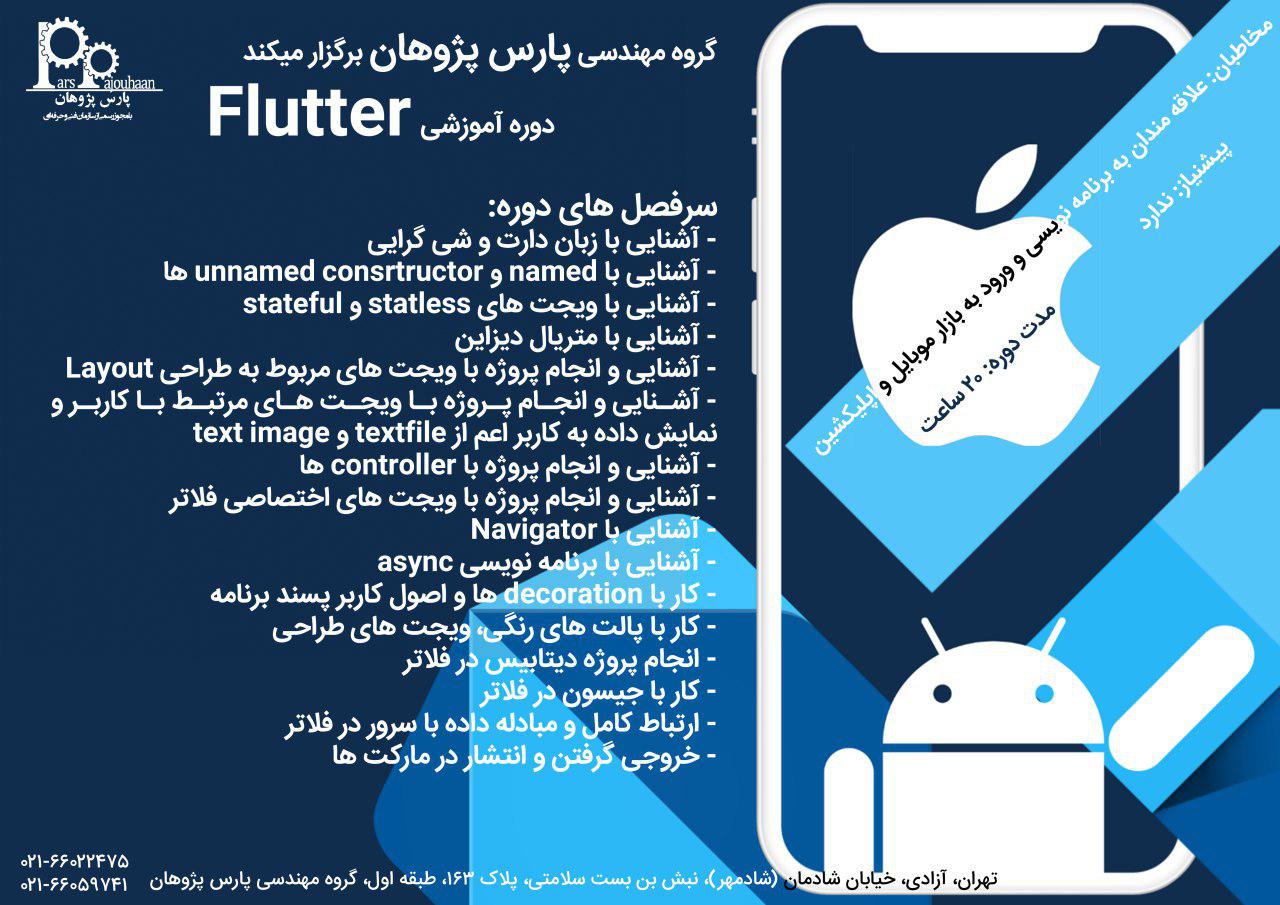 Pars Pajouhaan
پارس پژوهان
بامجوز رسمی از سازمان فنی و حرفه‌ای
گروه مهندسی پارس پژوهان برگزار میکند
دوره آموزشی Flutter
سرفصل های دوره:
- آشنایی با زبان دارت و شی گرایی
- آشنایی با named و unnamed consrtructor ها
- آشنایی با ویجت های statless و stateful
- آشنایی با متریال دیزاین
- آشنایی و انجام پروژه با ویجت های مربوط به طراحی Layout
- آشنایی و انجام پروژه با ویجت های مرتبط با کاربر و
نمایش داده به کاربر اعم از textfile و text image
- آشنایی و انجام پروژه با controller ها
- آشنایی و انجام پروژه با ویجت های اختصاصی فلاتر
- آشنایی با Navigator
- آشنایی با برنامه نویسی async
- کار با decoration ها و اصول کاربر پسند برنامه
- کار با پالت های رنگی، ویجت های طراحی
- انجام پروژه دیتابیس در فلاتر
- کار با جیسون در فلاتر
- ارتباط کامل و مبادله داده با سرور در فلاتر
- خروجی گرفتن و انتشار در مارکت ها
مخاطبان: علاقه مندان به برنامه نویسی و ورود به بازار موبایل و اپلیکشین
پیشنیاز: ندارد
مدت دوره: ۲۰ ساعت
۰۲۱-۶۶۰۲۲۴۷۵
۰۲۱-۶۶۰۵۹۷۴۱
تهران، آزادی، خیابان شادمان (شادمهر)، نبش بن بست سلامتی، پلاک ۱۶۳، طبقه اول، گروه مهندسی پارس پژوهان